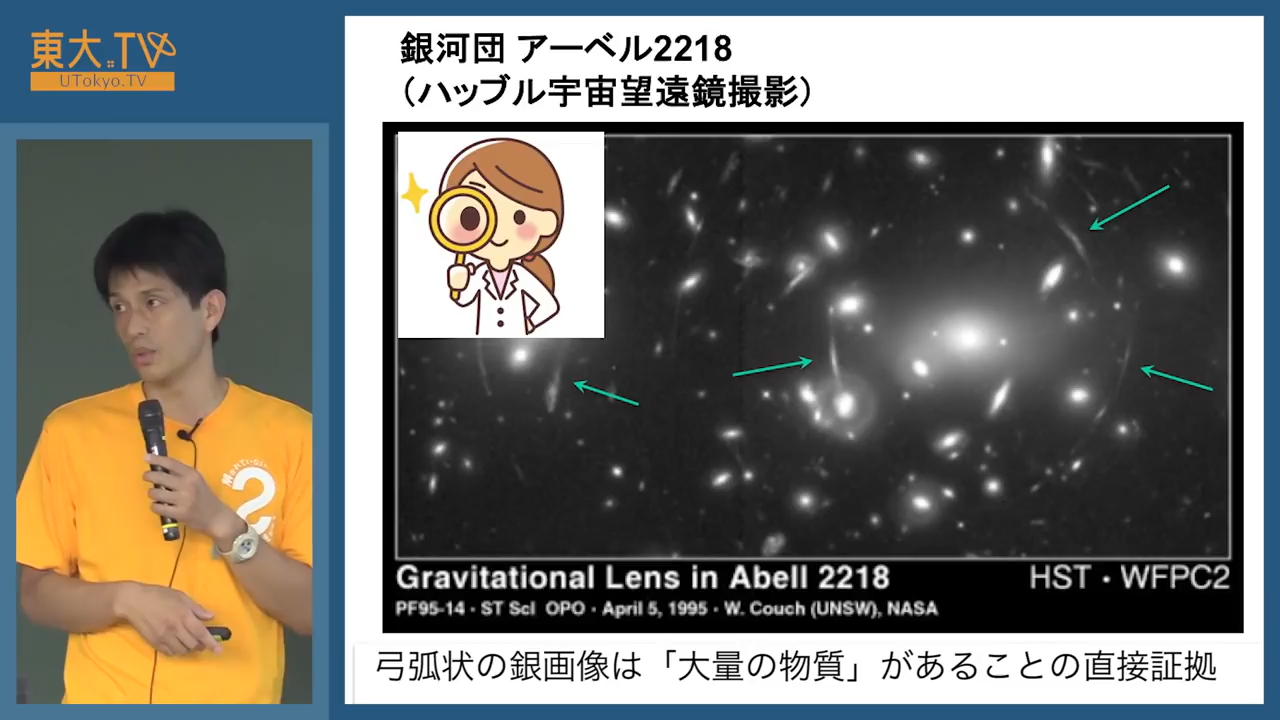 東大.TV
UTokyo.TV
銀河団 アーベル2218
（ハッブル宇宙望遠鏡撮影）
Gravitational Lens in Abell 2218
HST · WFPC2
PF95-14 · ST ScI OPO · April 5, 1995 · W. Couch (UNSW), NASA
弓弧状の銀画像は「大量の物質」があることの直接証拠
2